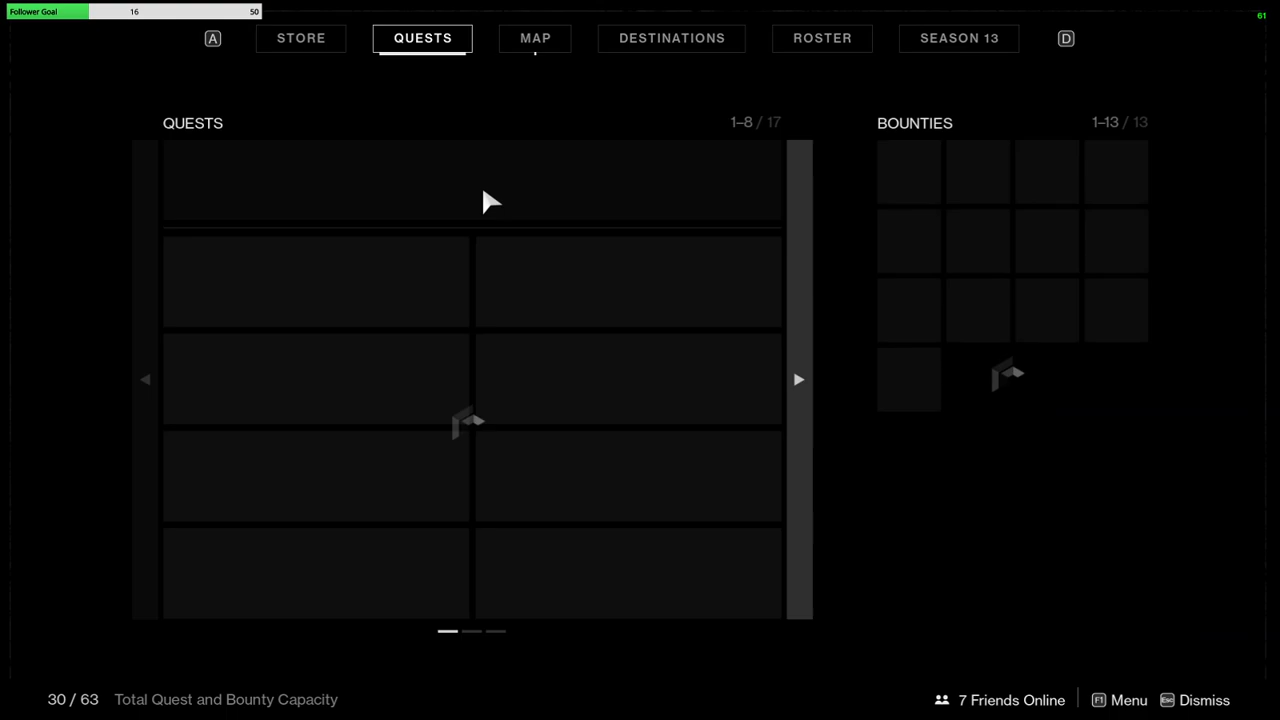 Follower Goal 16 50
61
A STORE QUESTS MAP DESTINATIONS ROSTER SEASON 13 D
QUESTS 1–8 / 17 BOUNTIES 1–13 / 13
30 / 63 Total Quest and Bounty Capacity 7 Friends Online F1 Menu Esc Dismiss